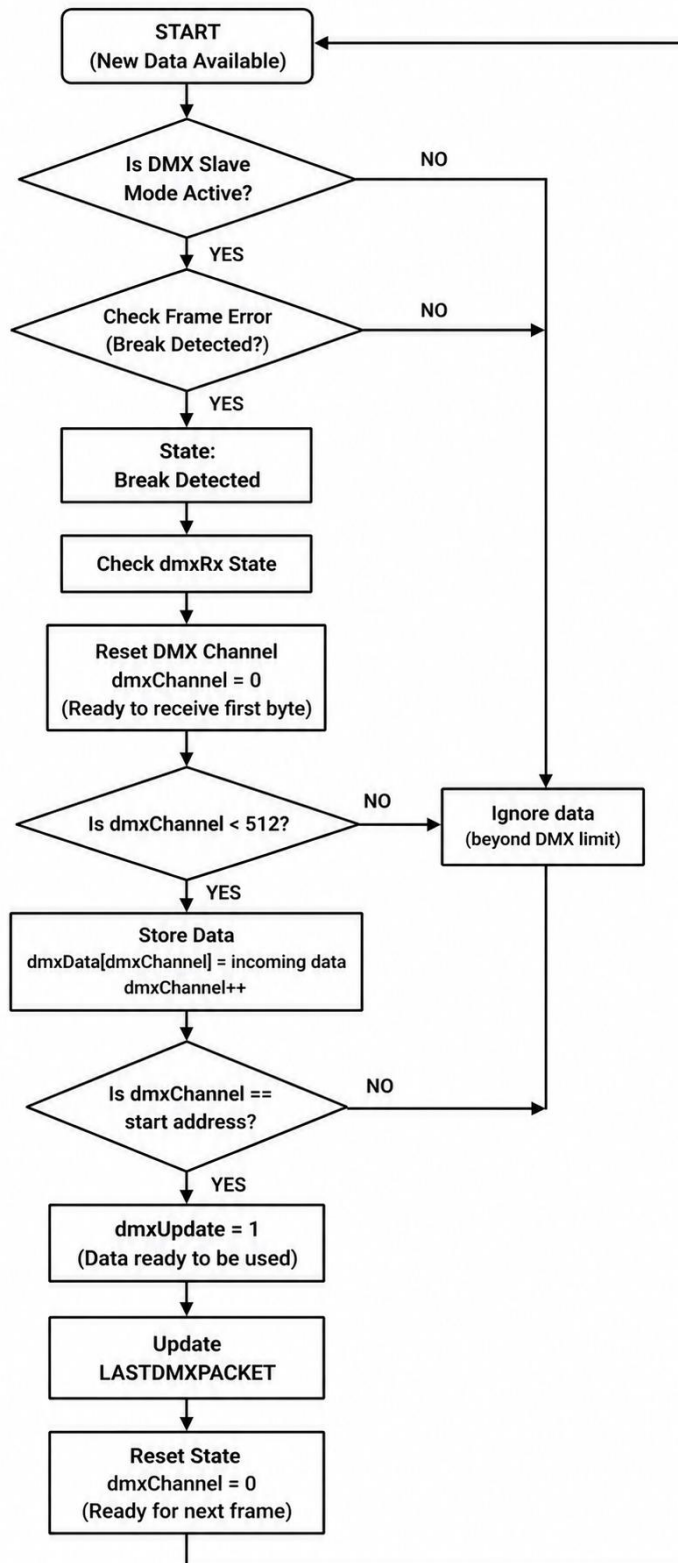 START
(New Data Available)
Is DMX Slave
Mode Active?
NO
YES
Check Frame Error
(Break Detected?)
NO
YES
State:
Break Detected
Check dmxRx State
Reset DMX Channel
dmxChannel = 0
(Ready to receive first byte)
Is dmxChannel < 512?
NO
Ignore data
(beyond DMX limit)
YES
Store Data
dmxData[dmxChannel] = incoming data
dmxChannel++
Is dmxChannel ==
start address?
NO
YES
dmxUpdate = 1
(Data ready to be used)
Update
LASTDMXPACKET
Reset State
dmxChannel = 0
(Ready for next frame)